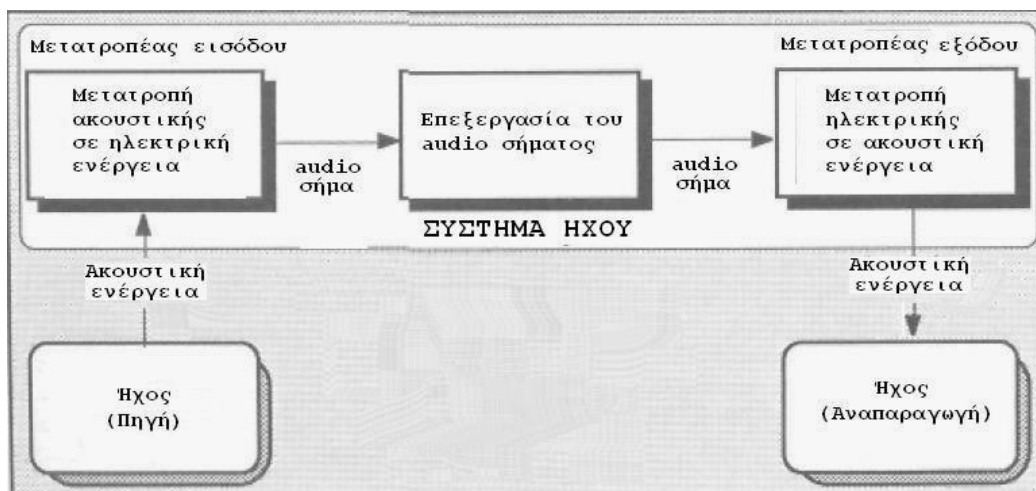 Μετατροπέας εισόδου
Μετατροπή
ακουστικής
σε ηλεκτρική
ενέργεια
audio
σήμα
Επεξεργασία του
audio σήματος
audio
σήμα
Μετατροπέας εξόδου
Μετατροπή
ηλεκτρικής
σε ακουστική
ενέργεια
ΣΥΣΤΗΜΑ ΗΧΟΥ
Ακουστική
ενέργεια
Ακουστική
ενέργεια
Ήχος
(Πηγή)
Ήχος
(Αναπαραγωγή)